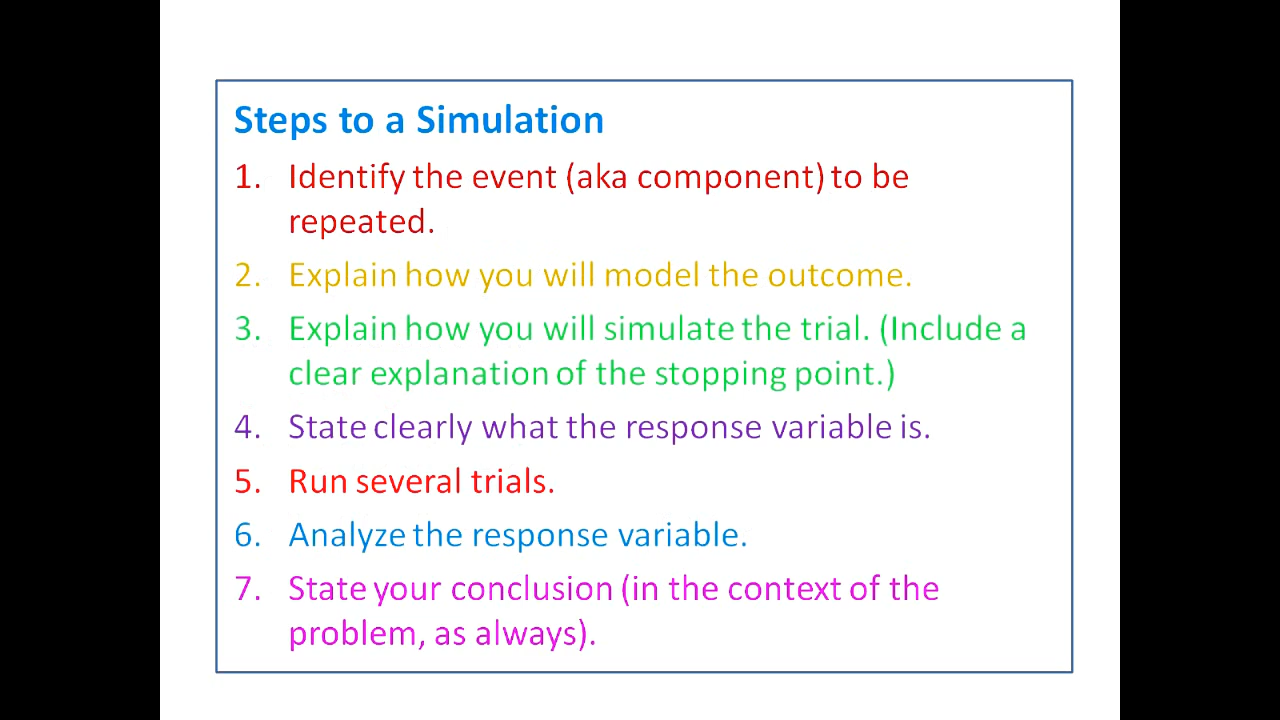 Steps to a Simulation
1. Identify the event (aka component) to be
repeated.
2. Explain how you will model the outcome.
3. Explain how you will simulate the trial. (Include a
clear explanation of the stopping point.)
4. State clearly what the response variable is.
5. Run several trials.
6. Analyze the response variable.
7. State your conclusion (in the context of the
problem, as always).